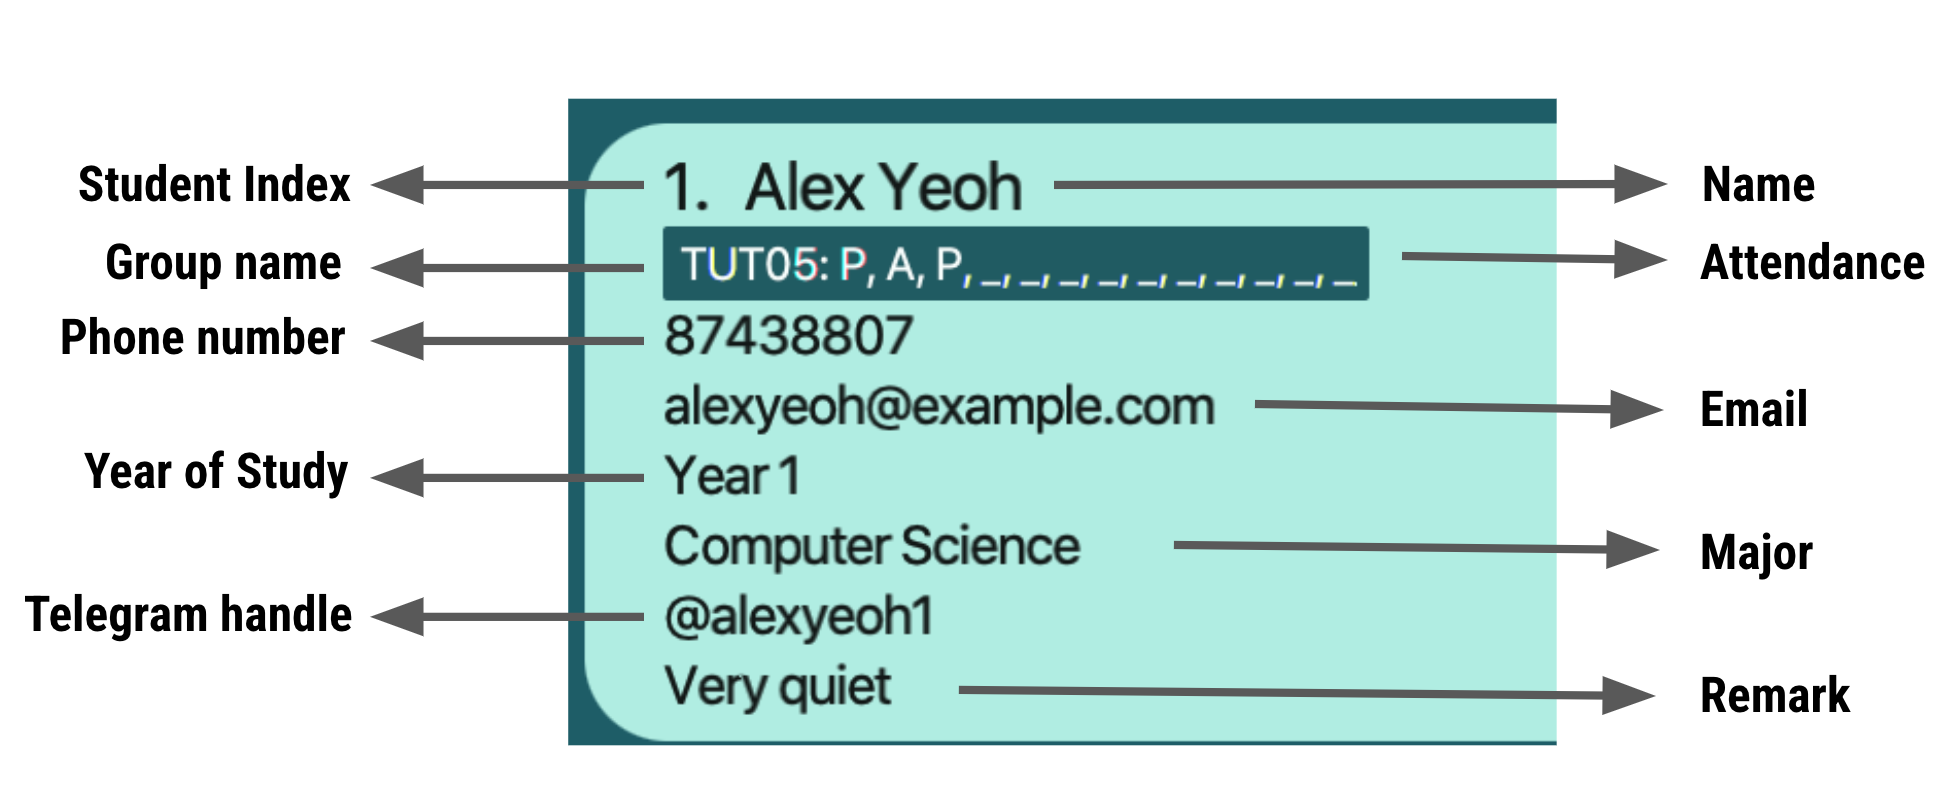 Student Index
1. Alex Yeoh
Name
Group name
TUT05: P, A, P, _, _, _, _, _, _, _, _, _, _
Attendance
Phone number
87438807
alexyeoh@example.com
Email
Year of Study
Year 1
Computer Science
Major
Telegram handle
@alexyeoh1
Very quiet
Remark